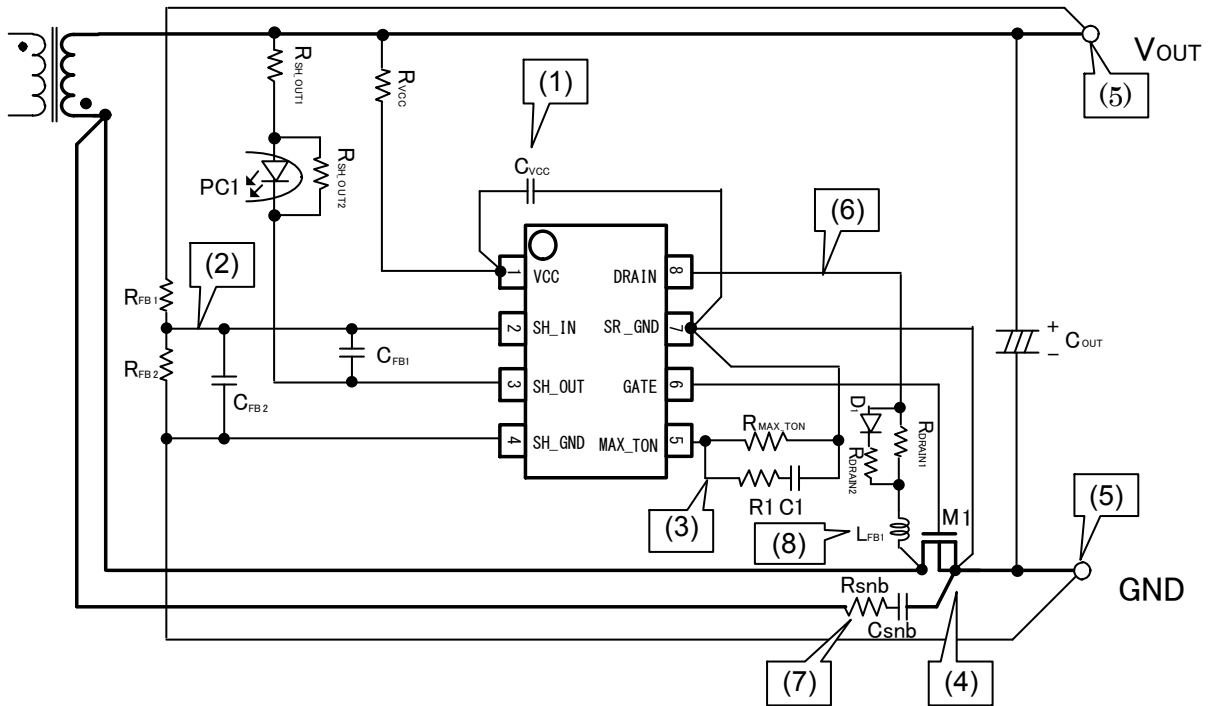 VOUT
(5)
RSH_OUT1
RVCC
(1)
CVCC
RSH_OUT2
PC1
(6)
(2)
1 VCC
DRAIN 8
RFB1
2 SH_IN
SR_GND 7
RFB2
CFB1
+
COUT
−
CFB2
3 SH_OUT
GATE 6
D1
RDRAIN1
RMAX_TON
4 SH_GND
MAX_TON 5
RDRAIN2
R1 C1
(3)
(8)
LFB1
M1
(5)
GND
Rsnb
Csnb
(7)
(4)